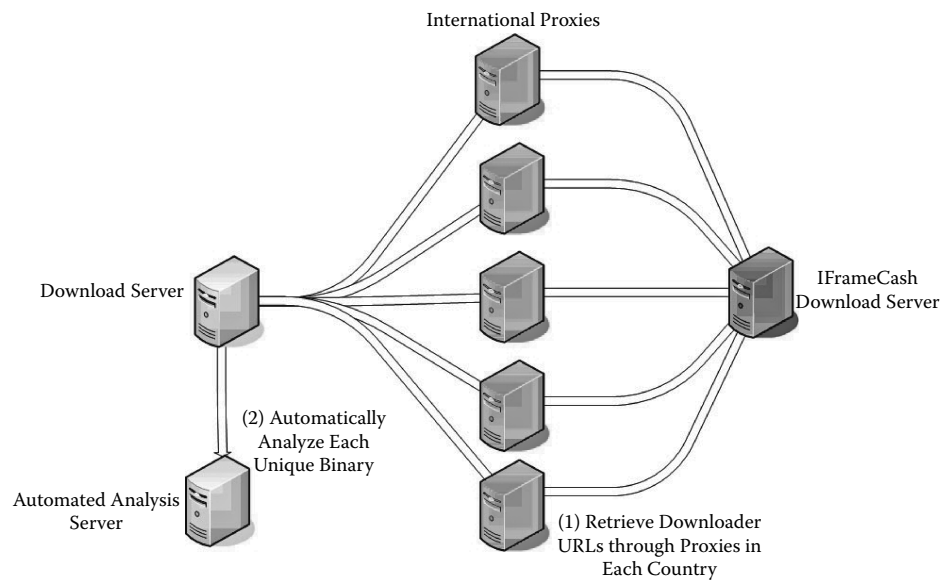 International Proxies
Download Server
IFrameCash
Download Server
(2) Automatically
Analyze Each
Unique Binary
Automated Analysis
Server
(1) Retrieve Downloader
URLs through Proxies in
Each Country